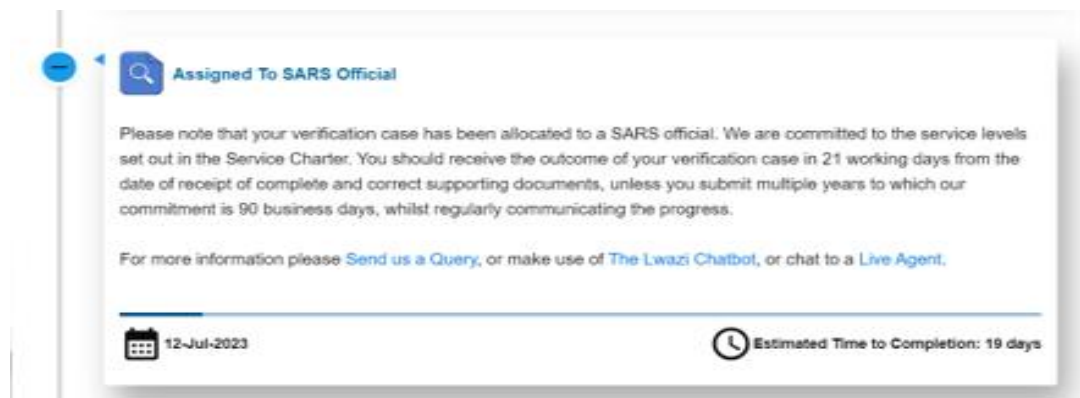 Assigned To SARS Official
Please note that your verification case has been allocated to a SARS official. We are committed to the service levels
set out in the Service Charter. You should receive the outcome of your verification case in 21 working days from the
date of receipt of complete and correct supporting documents, unless you submit multiple years to which our
commitment is 90 business days, whilst regularly communicating the progress.
For more information please Send us a Query, or make use of The Lwazi Chatbot, or chat to a Live Agent.
12-Jul-2023
Estimated Time to Completion: 19 days